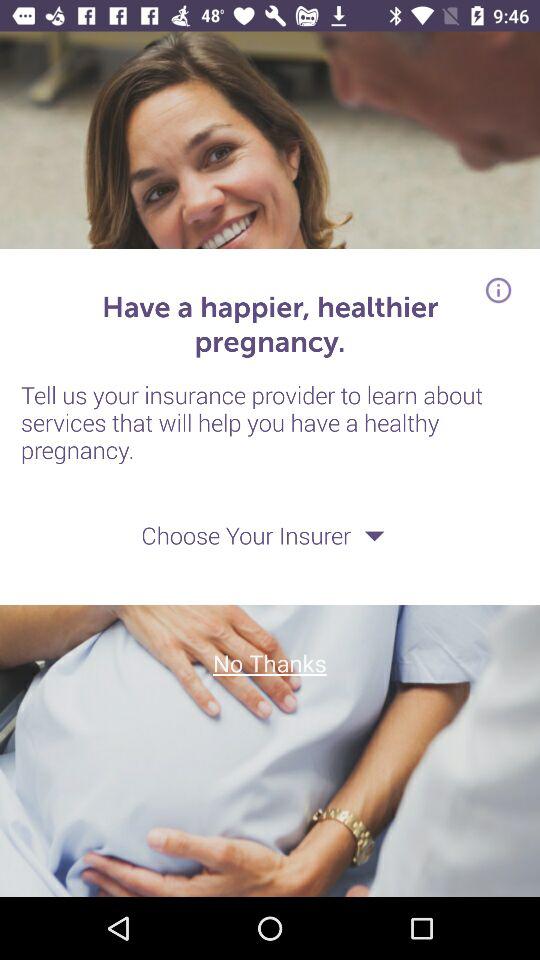 48°
9:46
Have a happier, healthier
pregnancy.
Tell us your insurance provider to learn about
services that will help you have a healthy
pregnancy.
Choose Your Insurer
No Thanks